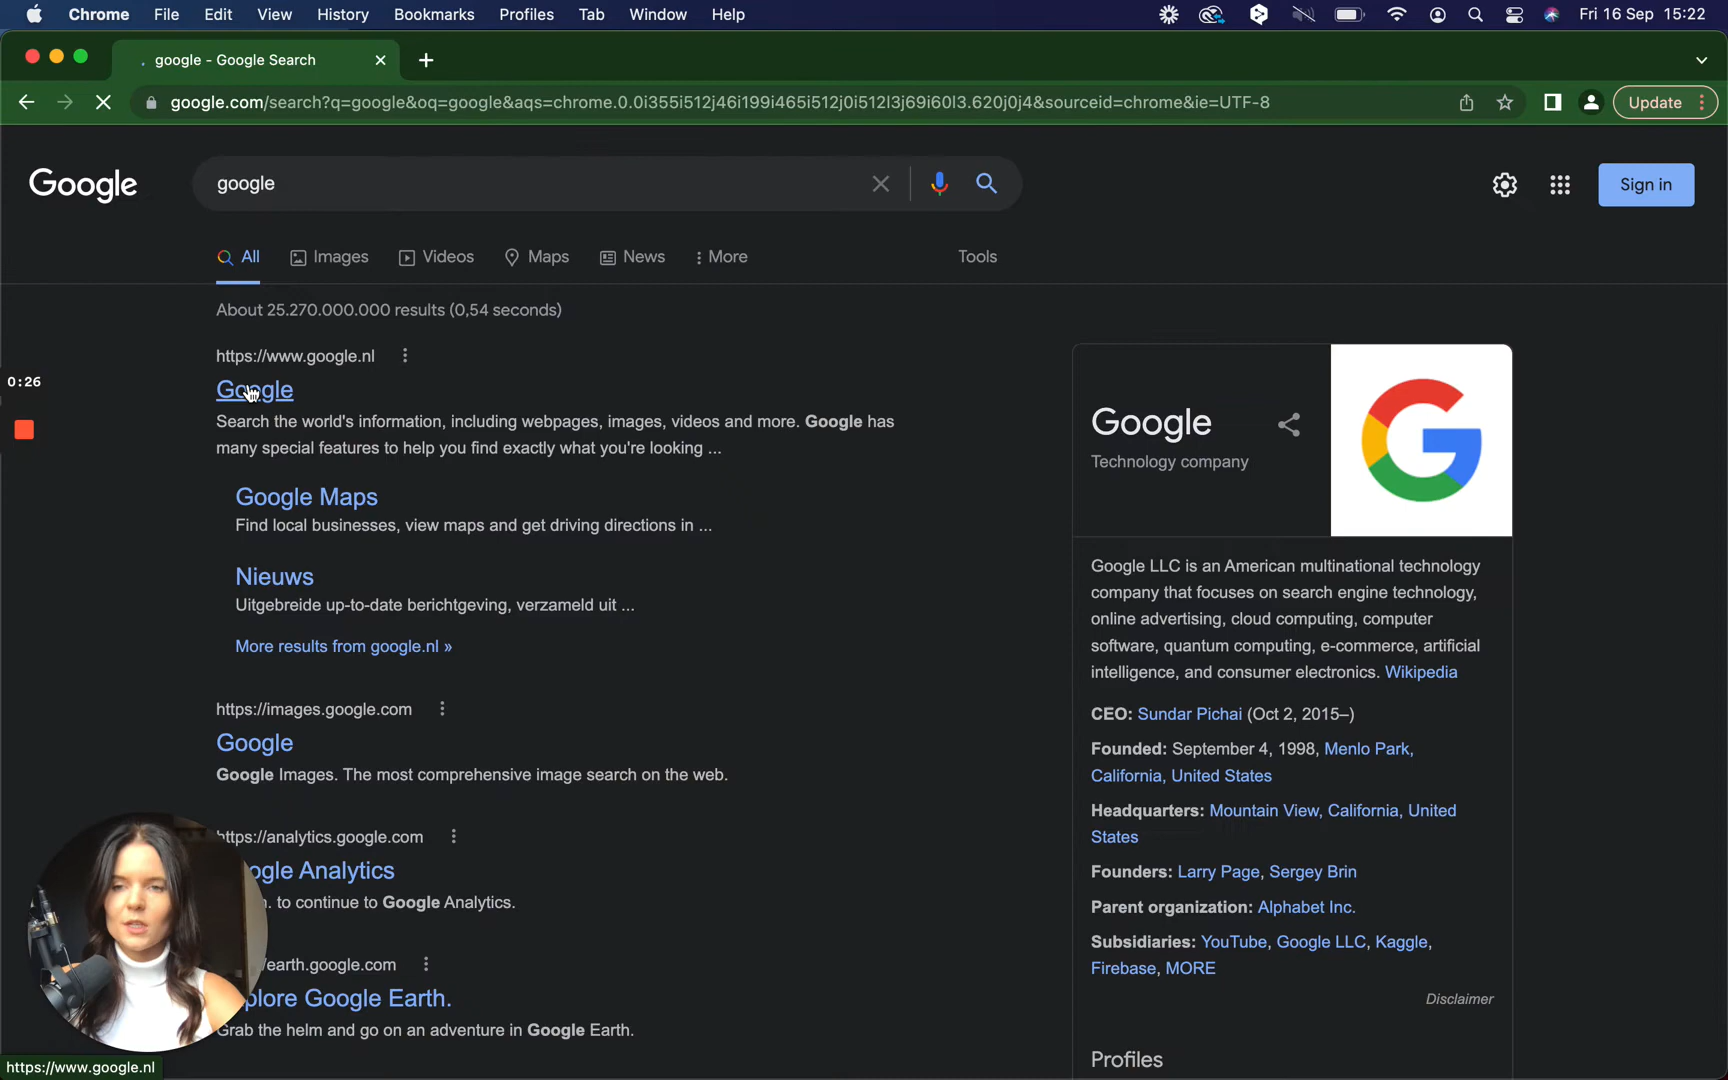 Chrome File Edit View History Bookmarks Profiles Tab Window Help Fri 16 Sep 15:22
google - Google Search
google.com/search?q=google&oq=google&aqs=chrome.0.0i355i512j46i199i465i512j0i512l3j69i60l3.620j0j4&sourceid=chrome&ie=UTF-8 Update
Google google Sign in
All Images Videos Maps News More Tools
About 25.270.000.000 results (0,54 seconds)
https://www.google.nl
0:26
Google
Search the world's information, including webpages, images, videos and more. Google has
many special features to help you find exactly what you're looking ...
Google Maps
Find local businesses, view maps and get driving directions in ...
Nieuws
Uitgebreide up-to-date berichtgeving, verzameld uit ...
More results from google.nl »
https://images.google.com
Google
Google Images. The most comprehensive image search on the web.
https://analytics.google.com
ogle Analytics
. to continue to Google Analytics.
/earth.google.com
plore Google Earth.
Grab the helm and go on an adventure in Google Earth.
https://www.google.nl
Google
Technology company
Google LLC is an American multinational technology
company that focuses on search engine technology,
online advertising, cloud computing, computer
software, quantum computing, e-commerce, artificial
intelligence, and consumer electronics. Wikipedia
CEO: Sundar Pichai (Oct 2, 2015–)
Founded: September 4, 1998, Menlo Park,
California, United States
Headquarters: Mountain View, California, United
States
Founders: Larry Page, Sergey Brin
Parent organization: Alphabet Inc.
Subsidiaries: YouTube, Google LLC, Kaggle,
Firebase, MORE
Disclaimer
Profiles